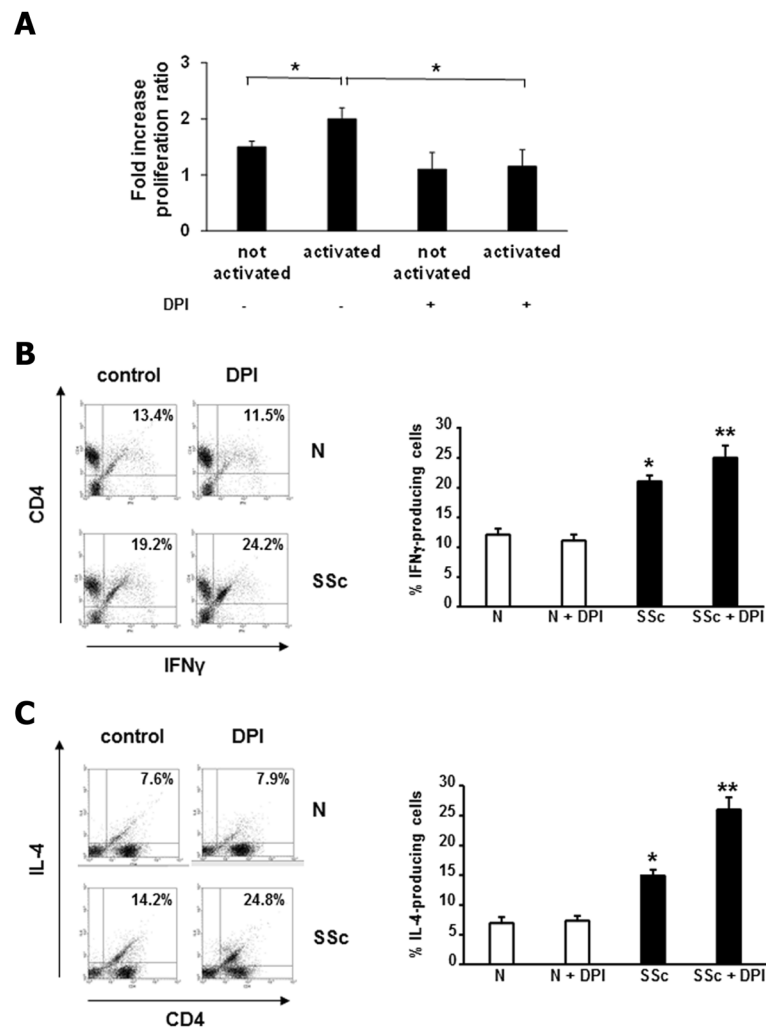 A
Fold increase
proliferation ratio
3
2
1
0
*
*
not
activated
activated
not
activated
activated
DPI
-
-
+
+
B
control
DPI
CD4
13.4%
11.5%
N
19.2%
24.2%
SSc
IFNγ
% IFNγ-producing cells
30
25
20
15
10
5
0
*
**
N
N + DPI
SSc
SSc + DPI
C
control
DPI
IL-4
7.6%
7.9%
N
14.2%
24.8%
SSc
CD4
% IL-4-producing cells
30
25
20
15
10
5
0
*
**
N
N + DPI
SSc
SSc + DPI